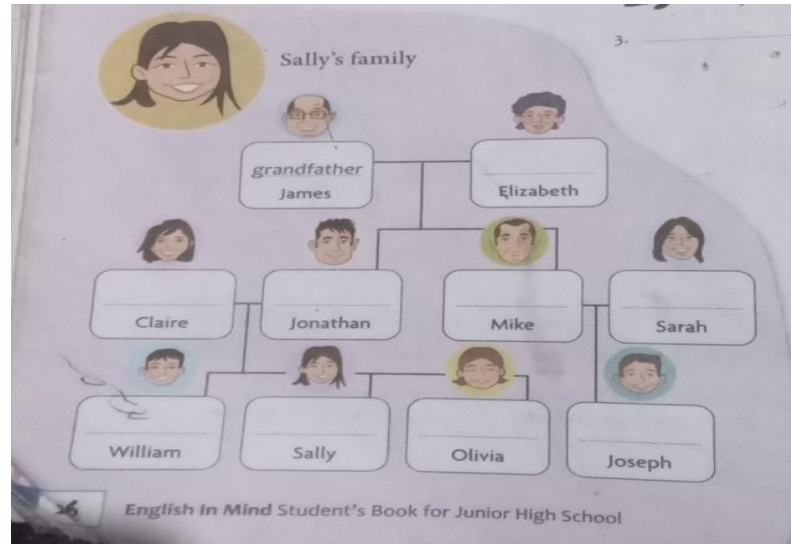 3.
Sally's family
grandfather
James
Elizabeth
Claire
Jonathan
Mike
Sarah
William
Sally
Olivia
Joseph
26
English In Mind Student's Book for Junior High School